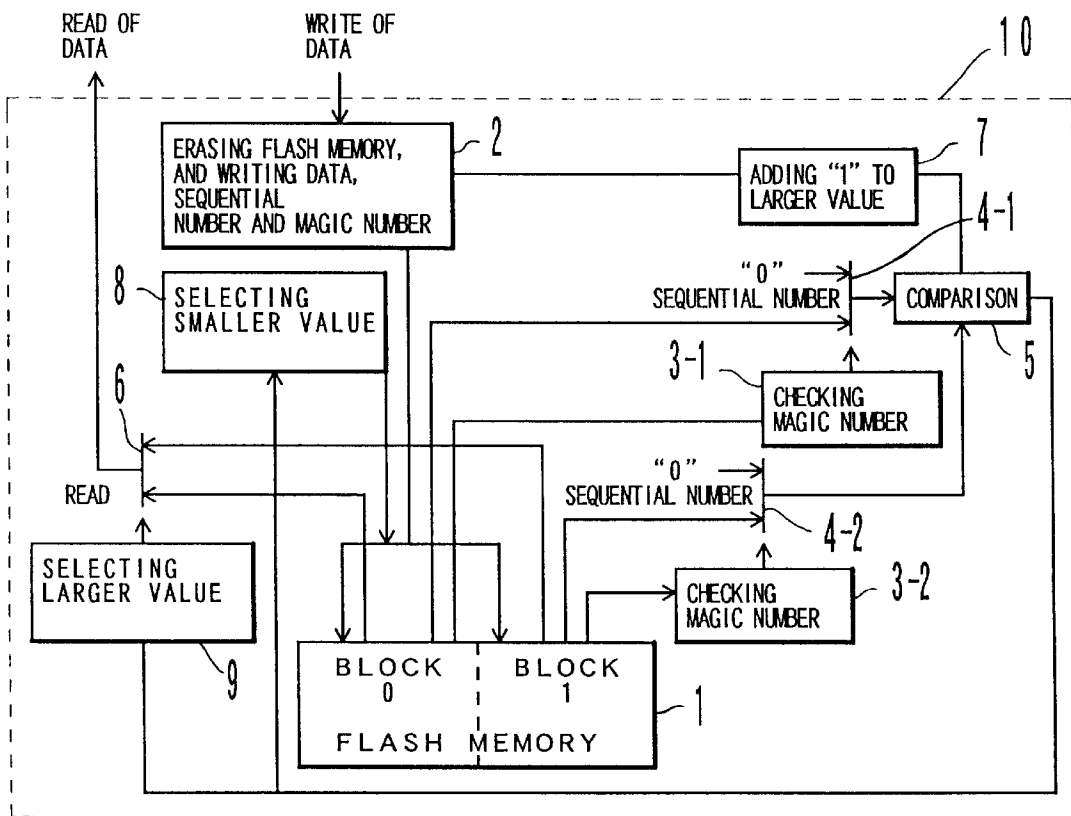 READ OF
DATA
WRITE OF
DATA
10
ERASING FLASH MEMORY,
AND WRITING DATA,
SEQUENTIAL
NUMBER AND MAGIC NUMBER
2
ADDING “1” TO
LARGER VALUE
7
4-1
8
SELECTING
SMALLER VALUE
“0”
SEQUENTIAL NUMBER
COMPARISON
5
3-1
CHECKING
MAGIC NUMBER
6
READ
“0”
SEQUENTIAL NUMBER
4-2
SELECTING
LARGER VALUE
9
CHECKING
MAGIC NUMBER
3-2
BLOCK
0
BLOCK
1
FLASH MEMORY
1